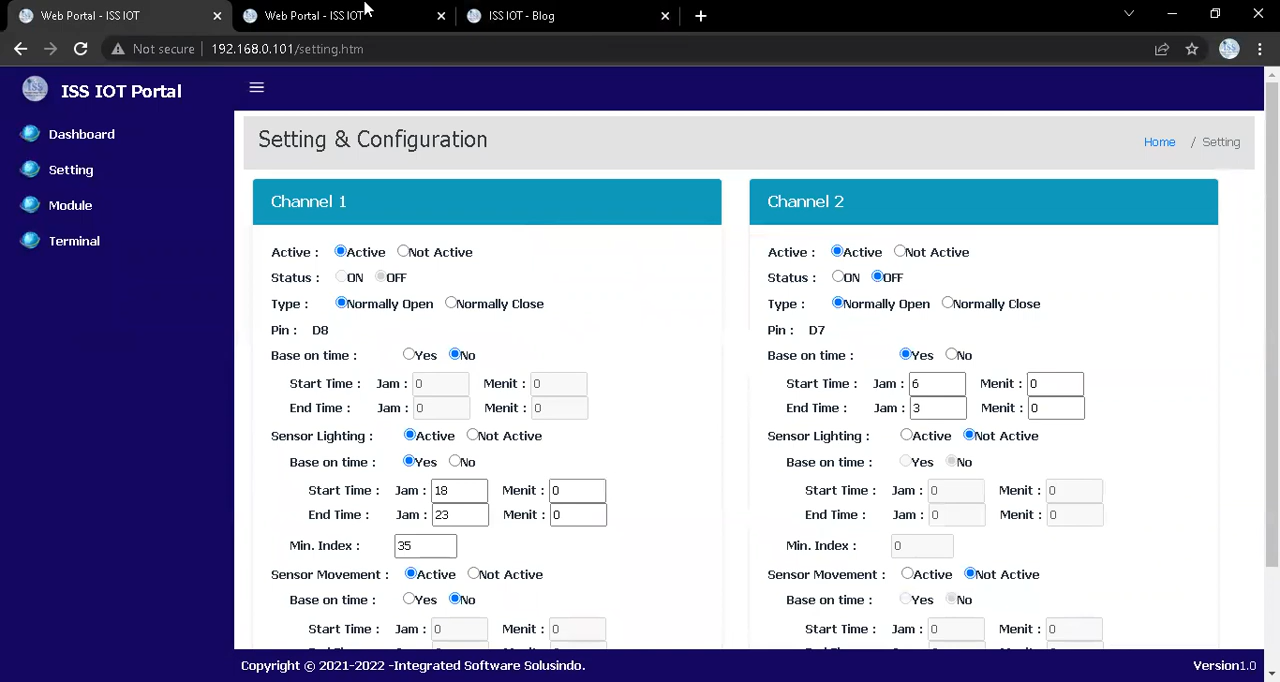 Web Portal - ISS IOT
Web Portal - ISS IOT
ISS IOT - Blog
Not secure
192.168.0.101/setting.htm
ISS IOT Portal
Dashboard
Setting
Module
Terminal
Setting & Configuration
Home / Setting
Channel 1
Active : Active Not Active
Status : ON OFF
Type : Normally Open Normally Close
Pin : D8
Base on time : Yes No
Start Time : Jam : 0 Menit : 0
End Time : Jam : 0 Menit : 0
Sensor Lighting : Active Not Active
Base on time : Yes No
Start Time : Jam : 18 Menit : 0
End Time : Jam : 23 Menit : 0
Min. Index : 35
Sensor Movement : Active Not Active
Base on time : Yes No
Start Time : Jam : 0 Menit : 0
Channel 2
Active : Active Not Active
Status : ON OFF
Type : Normally Open Normally Close
Pin : D7
Base on time : Yes No
Start Time : Jam : 6 Menit : 0
End Time : Jam : 3 Menit : 0
Sensor Lighting : Active Not Active
Base on time : Yes No
Start Time : Jam : 0 Menit : 0
End Time : Jam : 0 Menit : 0
Min. Index : 0
Sensor Movement : Active Not Active
Base on time : Yes No
Start Time : Jam : 0 Menit : 0
Copyright © 2021-2022 -Integrated Software Solusindo.
Version1.0